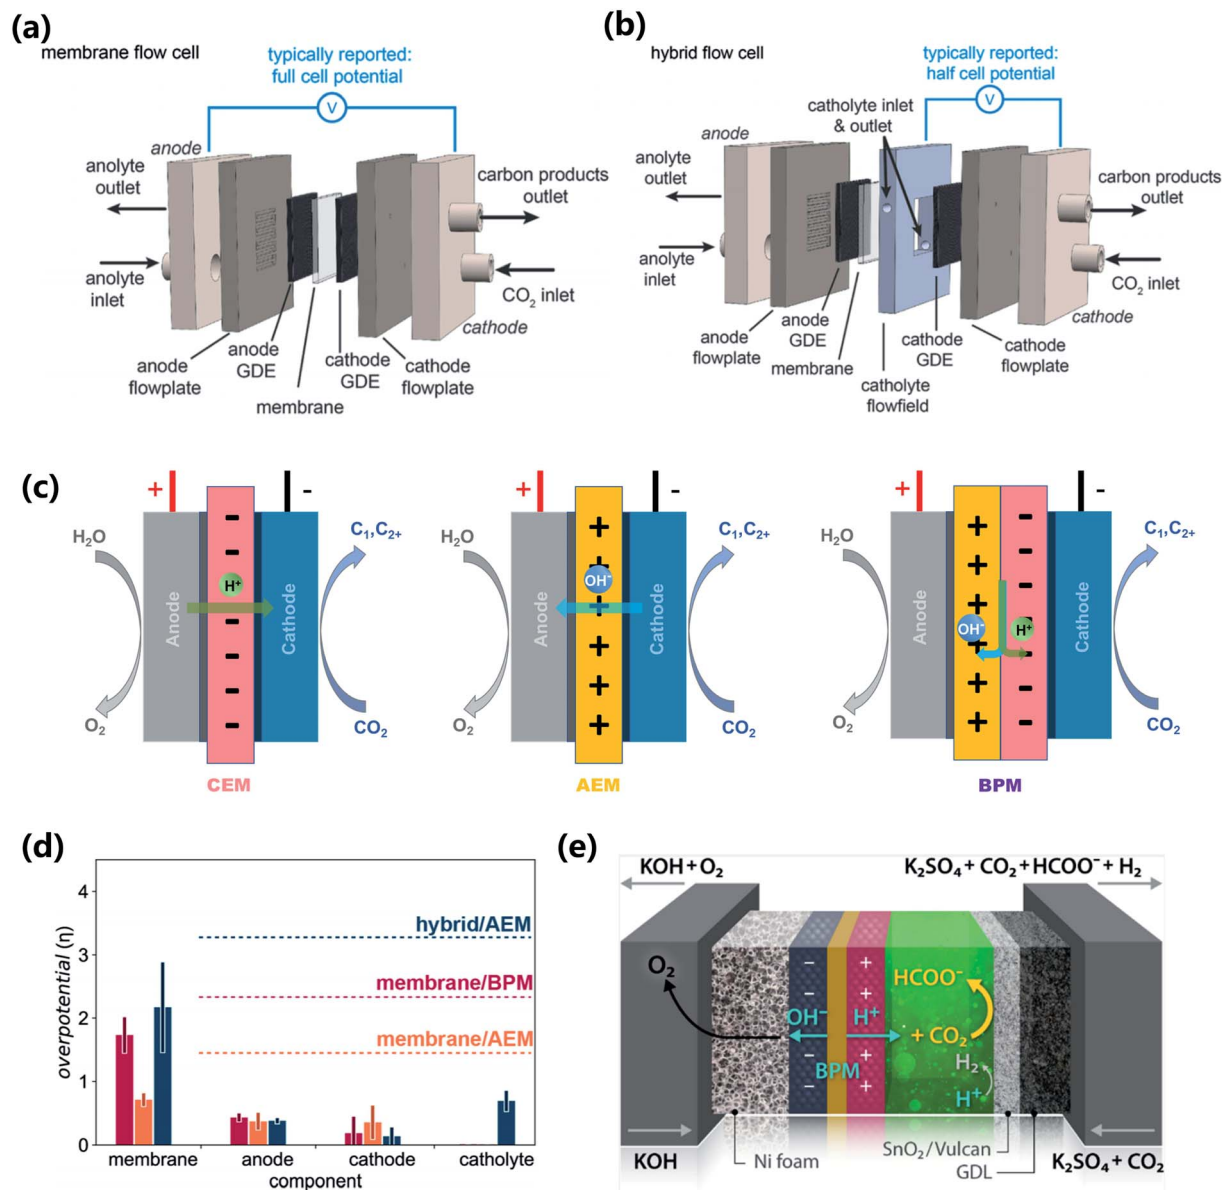 (a)
membrane flow cell
typically reported:
full cell potential
V
anode
anolyte
outlet
anolyte
inlet
carbon products
outlet
CO₂ inlet
cathode
anode
flowplate
anode
GDE
membrane
cathode
GDE
cathode
flowplate
(b)
hybrid flow cell
typically reported:
half cell potential
V
catholyte inlet
& outlet
anode
anolyte
outlet
anolyte
inlet
carbon products
outlet
CO₂ inlet
cathode
anode
flowplate
anode
GDE
membrane
catholyte
flowfield
cathode
GDE
cathode
flowplate
(c)
+ -
H₂O
O₂
Anode
H⁺
Cathode
C₁,C₂₊
CO₂
CEM
+ -
H₂O
O₂
Anode
OH⁻
Cathode
C₁,C₂₊
CO₂
AEM
+ -
H₂O
O₂
Anode
OH⁻ H⁺
Cathode
C₁,C₂₊
CO₂
BPM
(d)
overpotential (n)
4
3
2
1
0
hybrid/AEM
membrane/BPM
membrane/AEM
membrane anode cathode catholyte
component
(e)
KOH + O₂
K₂SO₄ + CO₂ + HCOO⁻ + H₂
O₂
HCOO⁻
OH⁻ H⁺
+ CO₂
BPM
H₂
H⁺
KOH
Ni foam
SnO₂/Vulcan
GDL
K₂SO₄ + CO₂